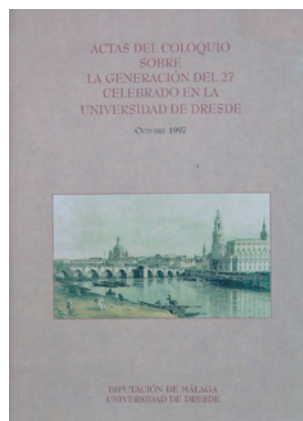 ACTAS DEL COLOQUIO
SOBRE
LA GENERACIÓN DEL 27
CELEBRADO EN LA
UNIVERSIDAD DE DRESDE
OCTUBRE 1997
DIPUTACIÓN DE MÁLAGA
UNIVERSIDAD DE DRESDE